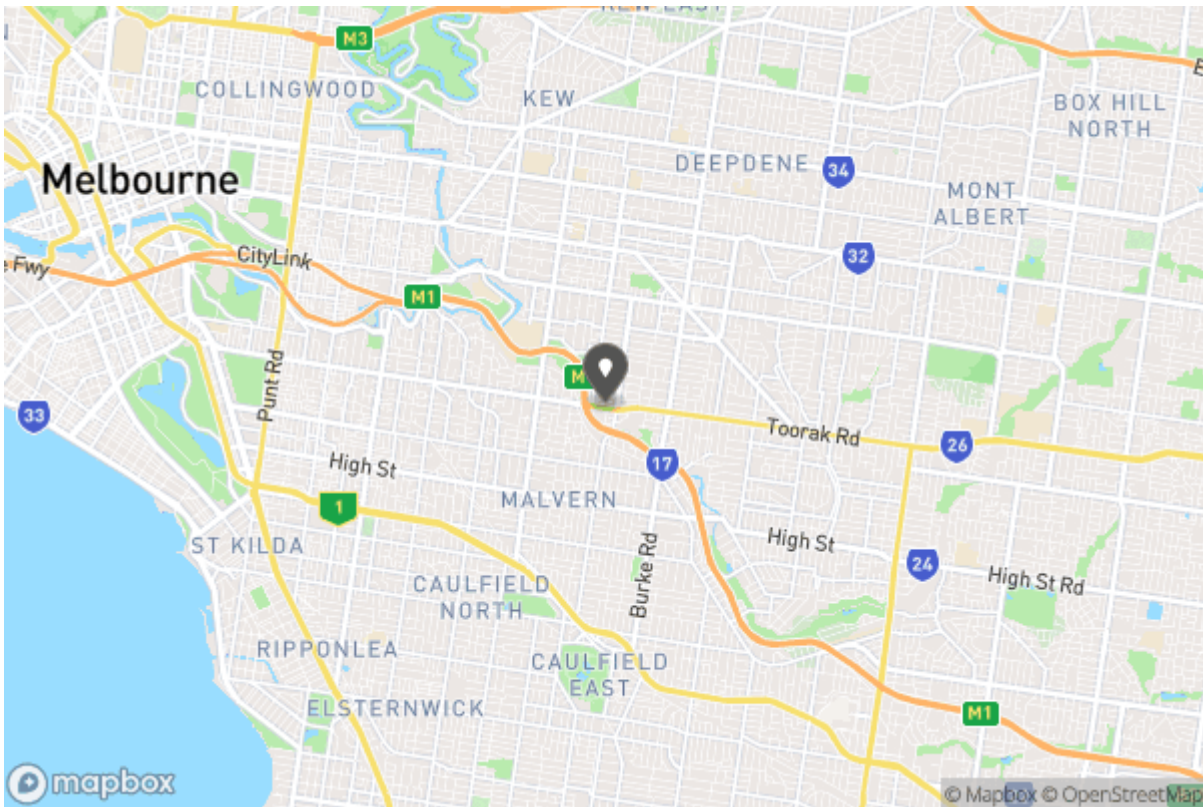 KEW EAST
M3
COLLINGWOOD
KEW
BOX HILL
NORTH
DEEPDENE
34
Melbourne
MONT
ALBERT
CityLink
32
Fwy
M1
M
Punt Rd
33
Toorak Rd
26
High St
17
MALVERN
1
ST KILDA
High St
24
Burke Rd
High St Rd
CAULFIELD
NORTH
RIPPONLEA
CAULFIELD
EAST
ELSTERNWICK
M1
mapbox
© Mapbox © OpenStreetMap